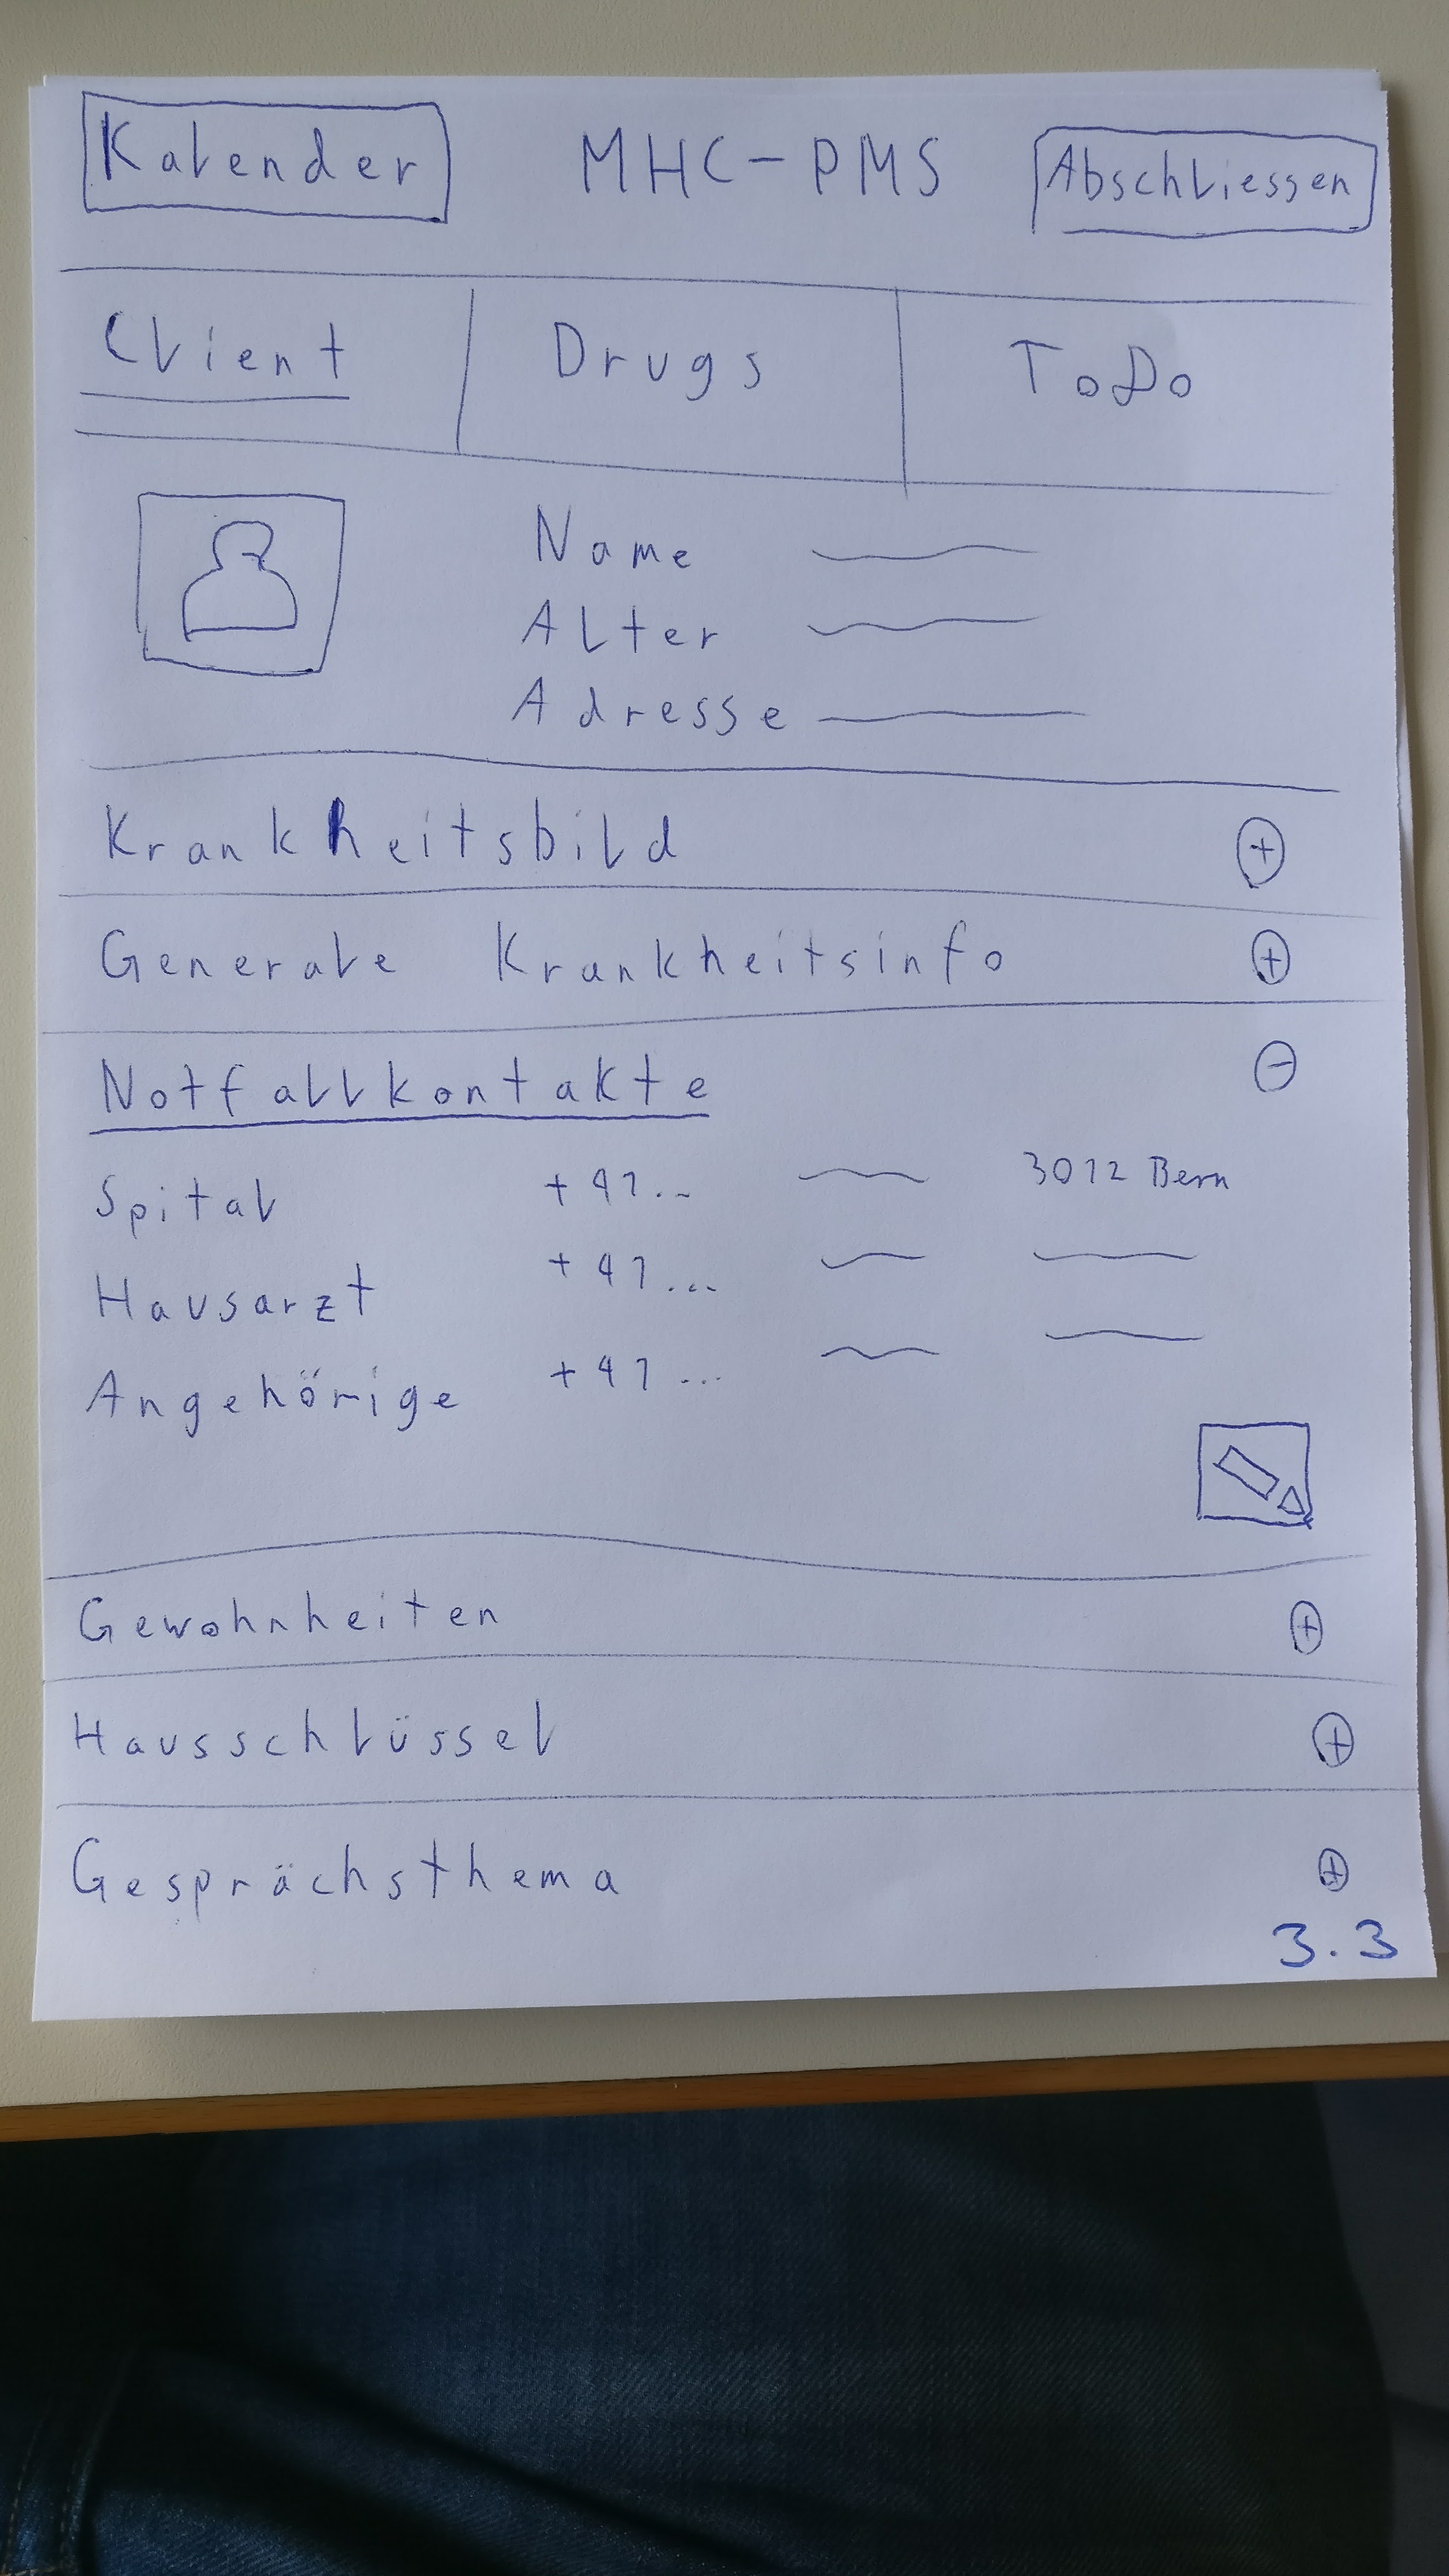 Kalender MHC-PMS Abschliessen
Client Drugs ToDo
Name
Alter
Adresse
Krankheitsbild +
Generale Krankheitsinfo +
Notfallkontakte -
Spital +41... 3012 Bern
Hausarzt +41...
Angehörige +41...
Gewohnheiten +
Hausschlüssel +
Gesprächsthema +
3.3